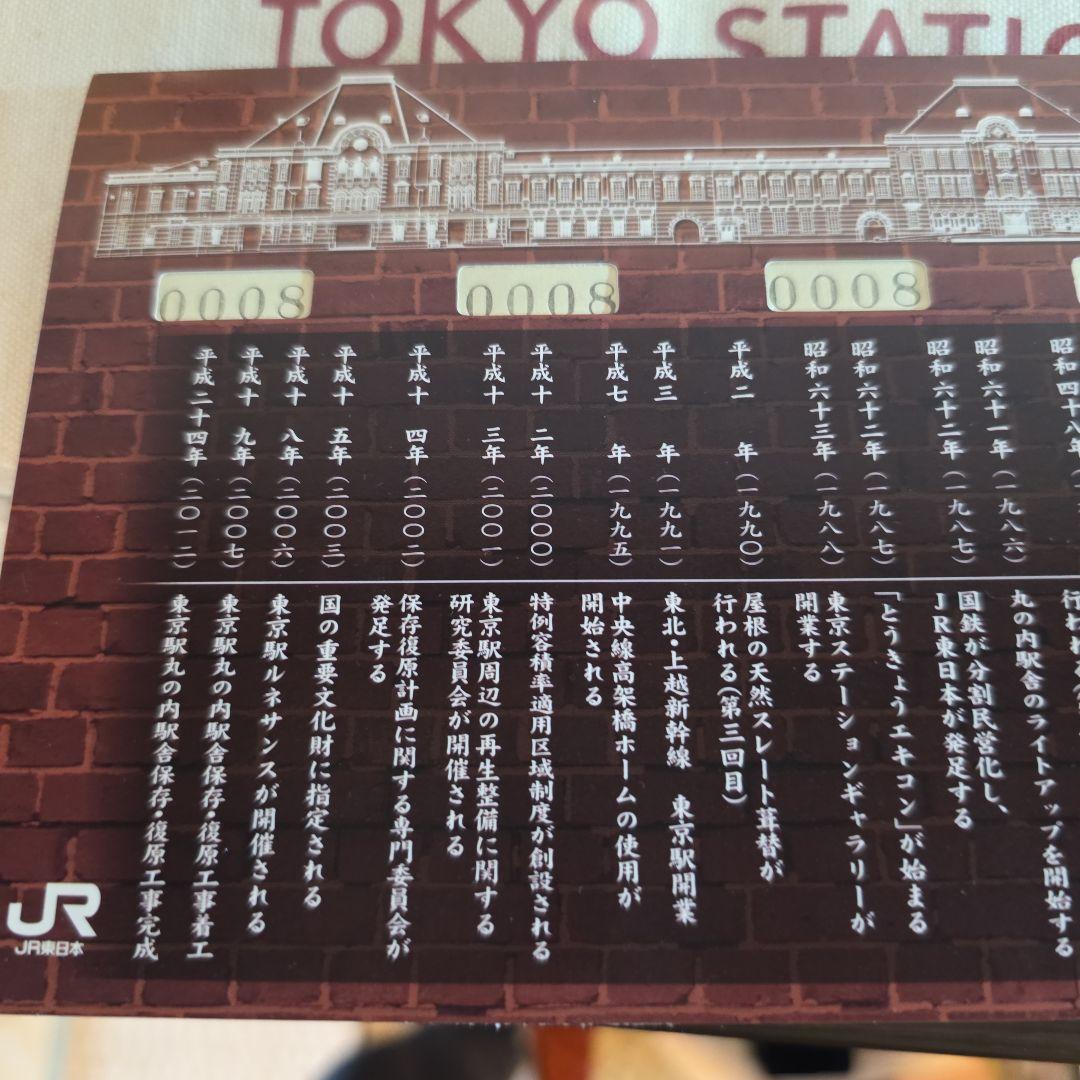 TOKYO STATIO
0008
0008
0008
昭和四十八年
行われる
昭和六十一年(一九八六)
丸の内駅舎のライトアップを開始する
昭和六十二年(一九八七)
国鉄が分割民営化し、
JR東日本が発足する
昭和六十二年(一九八七)
「とうきょうエキコン」が始まる
昭和六十三年(一九八八)
東京ステーションギャラリーが
開業する
平成二 年(一九九〇)
屋根の天然スレート葺替が
行われる(第三回目)
平成三 年(一九九一)
東北・上越新幹線 東京駅開業
平成七 年(一九九五)
中央線高架橋ホームの使用が
開始される
平成十 二年(二〇〇〇)
特例容積率適用区域制度が創設される
平成十 三年(二〇〇一)
東京駅周辺の再生整備に関する
研究委員会が開催される
平成十 四年(二〇〇二)
保存復原計画に関する専門委員会が
発足する
平成十 五年(二〇〇三)
国の重要文化財に指定される
平成十 八年(二〇〇六)
東京駅ルネサンスが開催される
平成十 九年(二〇〇七)
東京駅丸の内駅舎保存・復原工事着工
平成二十四年(二〇一二)
東京駅丸の内駅舎保存・復原工事完成
JR
JR東日本